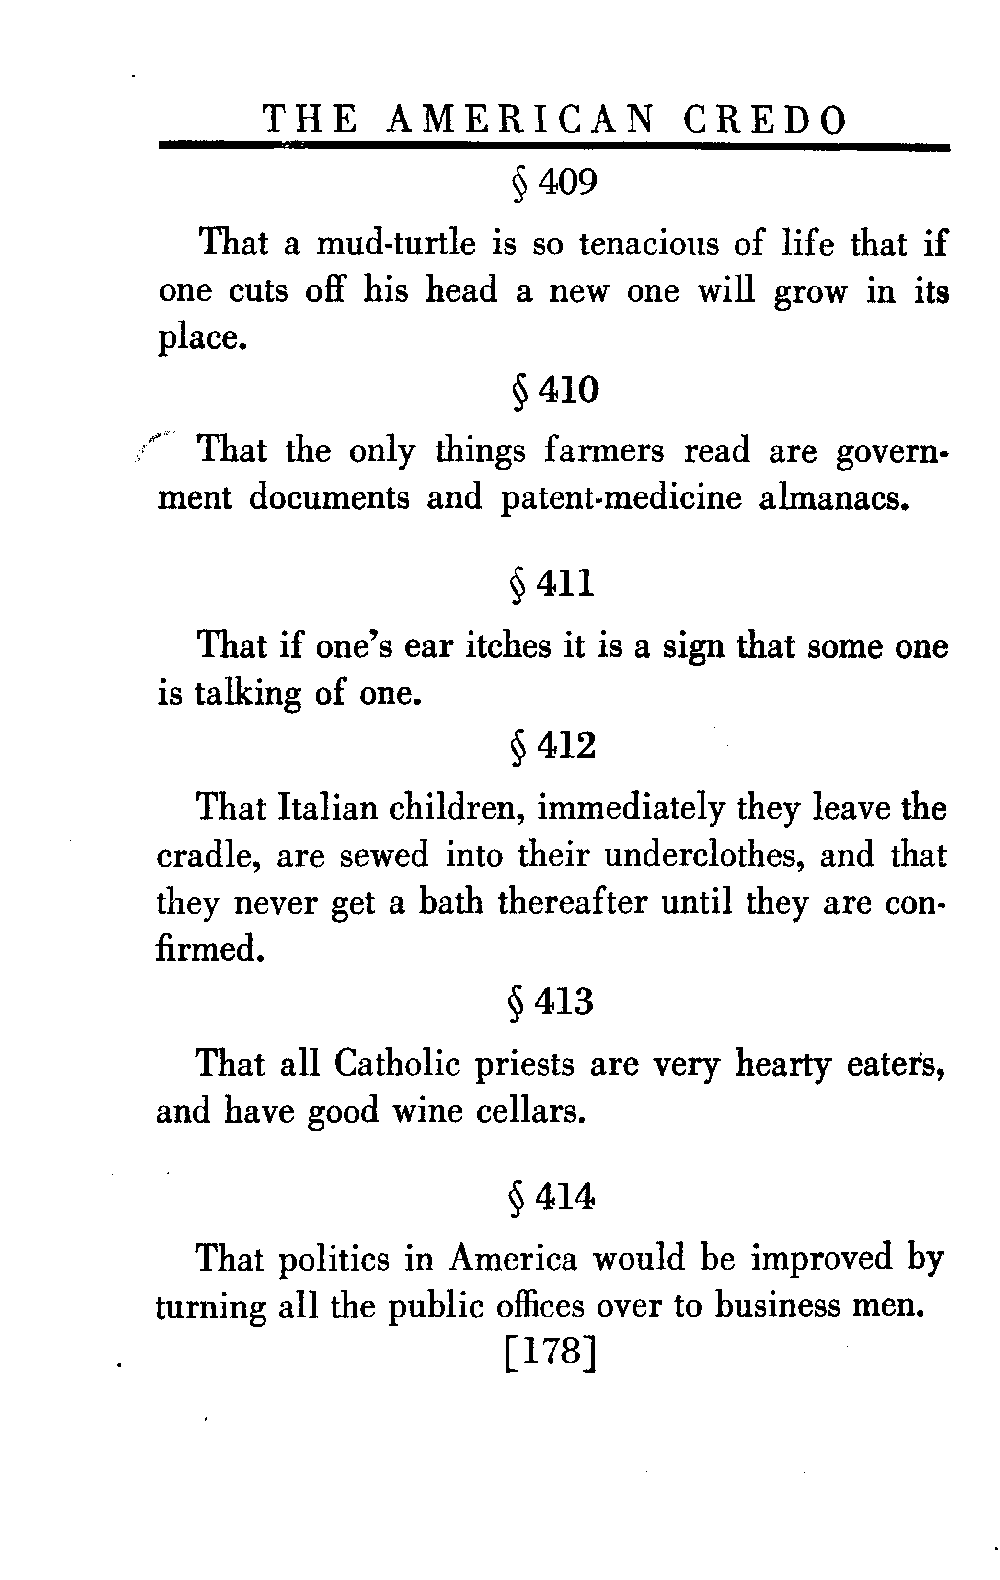 THE AMERICAN CREDO
§ 409
That a mud-turtle is so tenacious of life that if
one cuts off his head a new one will grow in its
place.
§ 410
That the only things farmers read are govern-
ment documents and patent-medicine almanacs.
§ 411
That if one's ear itches it is a sign that some one
is talking of one.
§ 412
That Italian children, immediately they leave the
cradle, are sewed into their underclothes, and that
they never get a bath thereafter until they are con-
firmed.
§ 413
That all Catholic priests are very hearty eaters,
and have good wine cellars.
§ 414
That politics in America would be improved by
turning all the public offices over to business men.
[178]